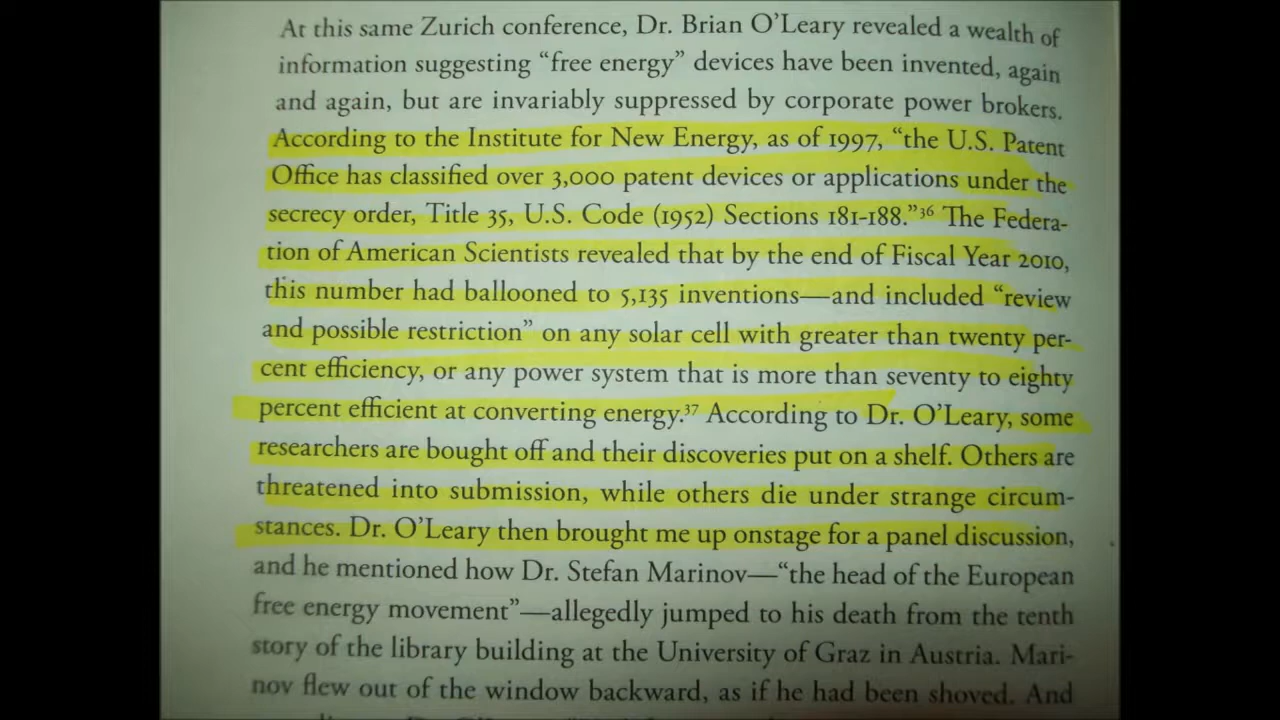 At this same Zurich conference, Dr. Brian O’Leary revealed a wealth of
information suggesting “free energy” devices have been invented, again
and again, but are invariably suppressed by corporate power brokers.
According to the Institute for New Energy, as of 1997, “the U.S. Patent
Office has classified over 3,000 patent devices or applications under the
secrecy order, Title 35, U.S. Code (1952) Sections 181-188.”36 The Federa-
tion of American Scientists revealed that by the end of Fiscal Year 2010,
this number had ballooned to 5,135 inventions—and included “review
and possible restriction” on any solar cell with greater than twenty per-
cent efficiency, or any power system that is more than seventy to eighty
percent efficient at converting energy.37 According to Dr. O’Leary, some
researchers are bought off and their discoveries put on a shelf. Others are
threatened into submission, while others die under strange circum-
stances. Dr. O’Leary then brought me up onstage for a panel discussion,
and he mentioned how Dr. Stefan Marinov—“the head of the European
free energy movement”—allegedly jumped to his death from the tenth
story of the library building at the University of Graz in Austria. Mari-
nov flew out of the window backward, as if he had been shoved. And